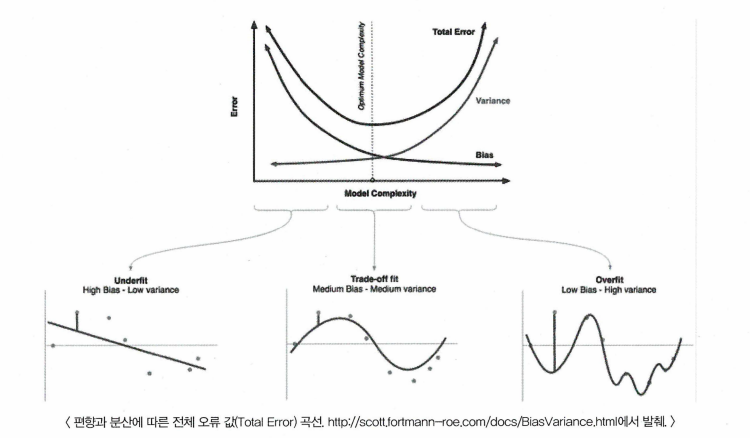 Total Error
Optimum Model Complexity
Variance
Error
Bias
Model Complexity
Underfit
High Bias - Low variance
Trade-off fit
Medium Bias - Medium variance
Overfit
Low Bias - High variance
〈 편향과 분산에 따른 전체 오류 값(Total Error) 곡선. http://scott.fortmann-roe.com/docs/BiasVariance.html에서 발췌. 〉